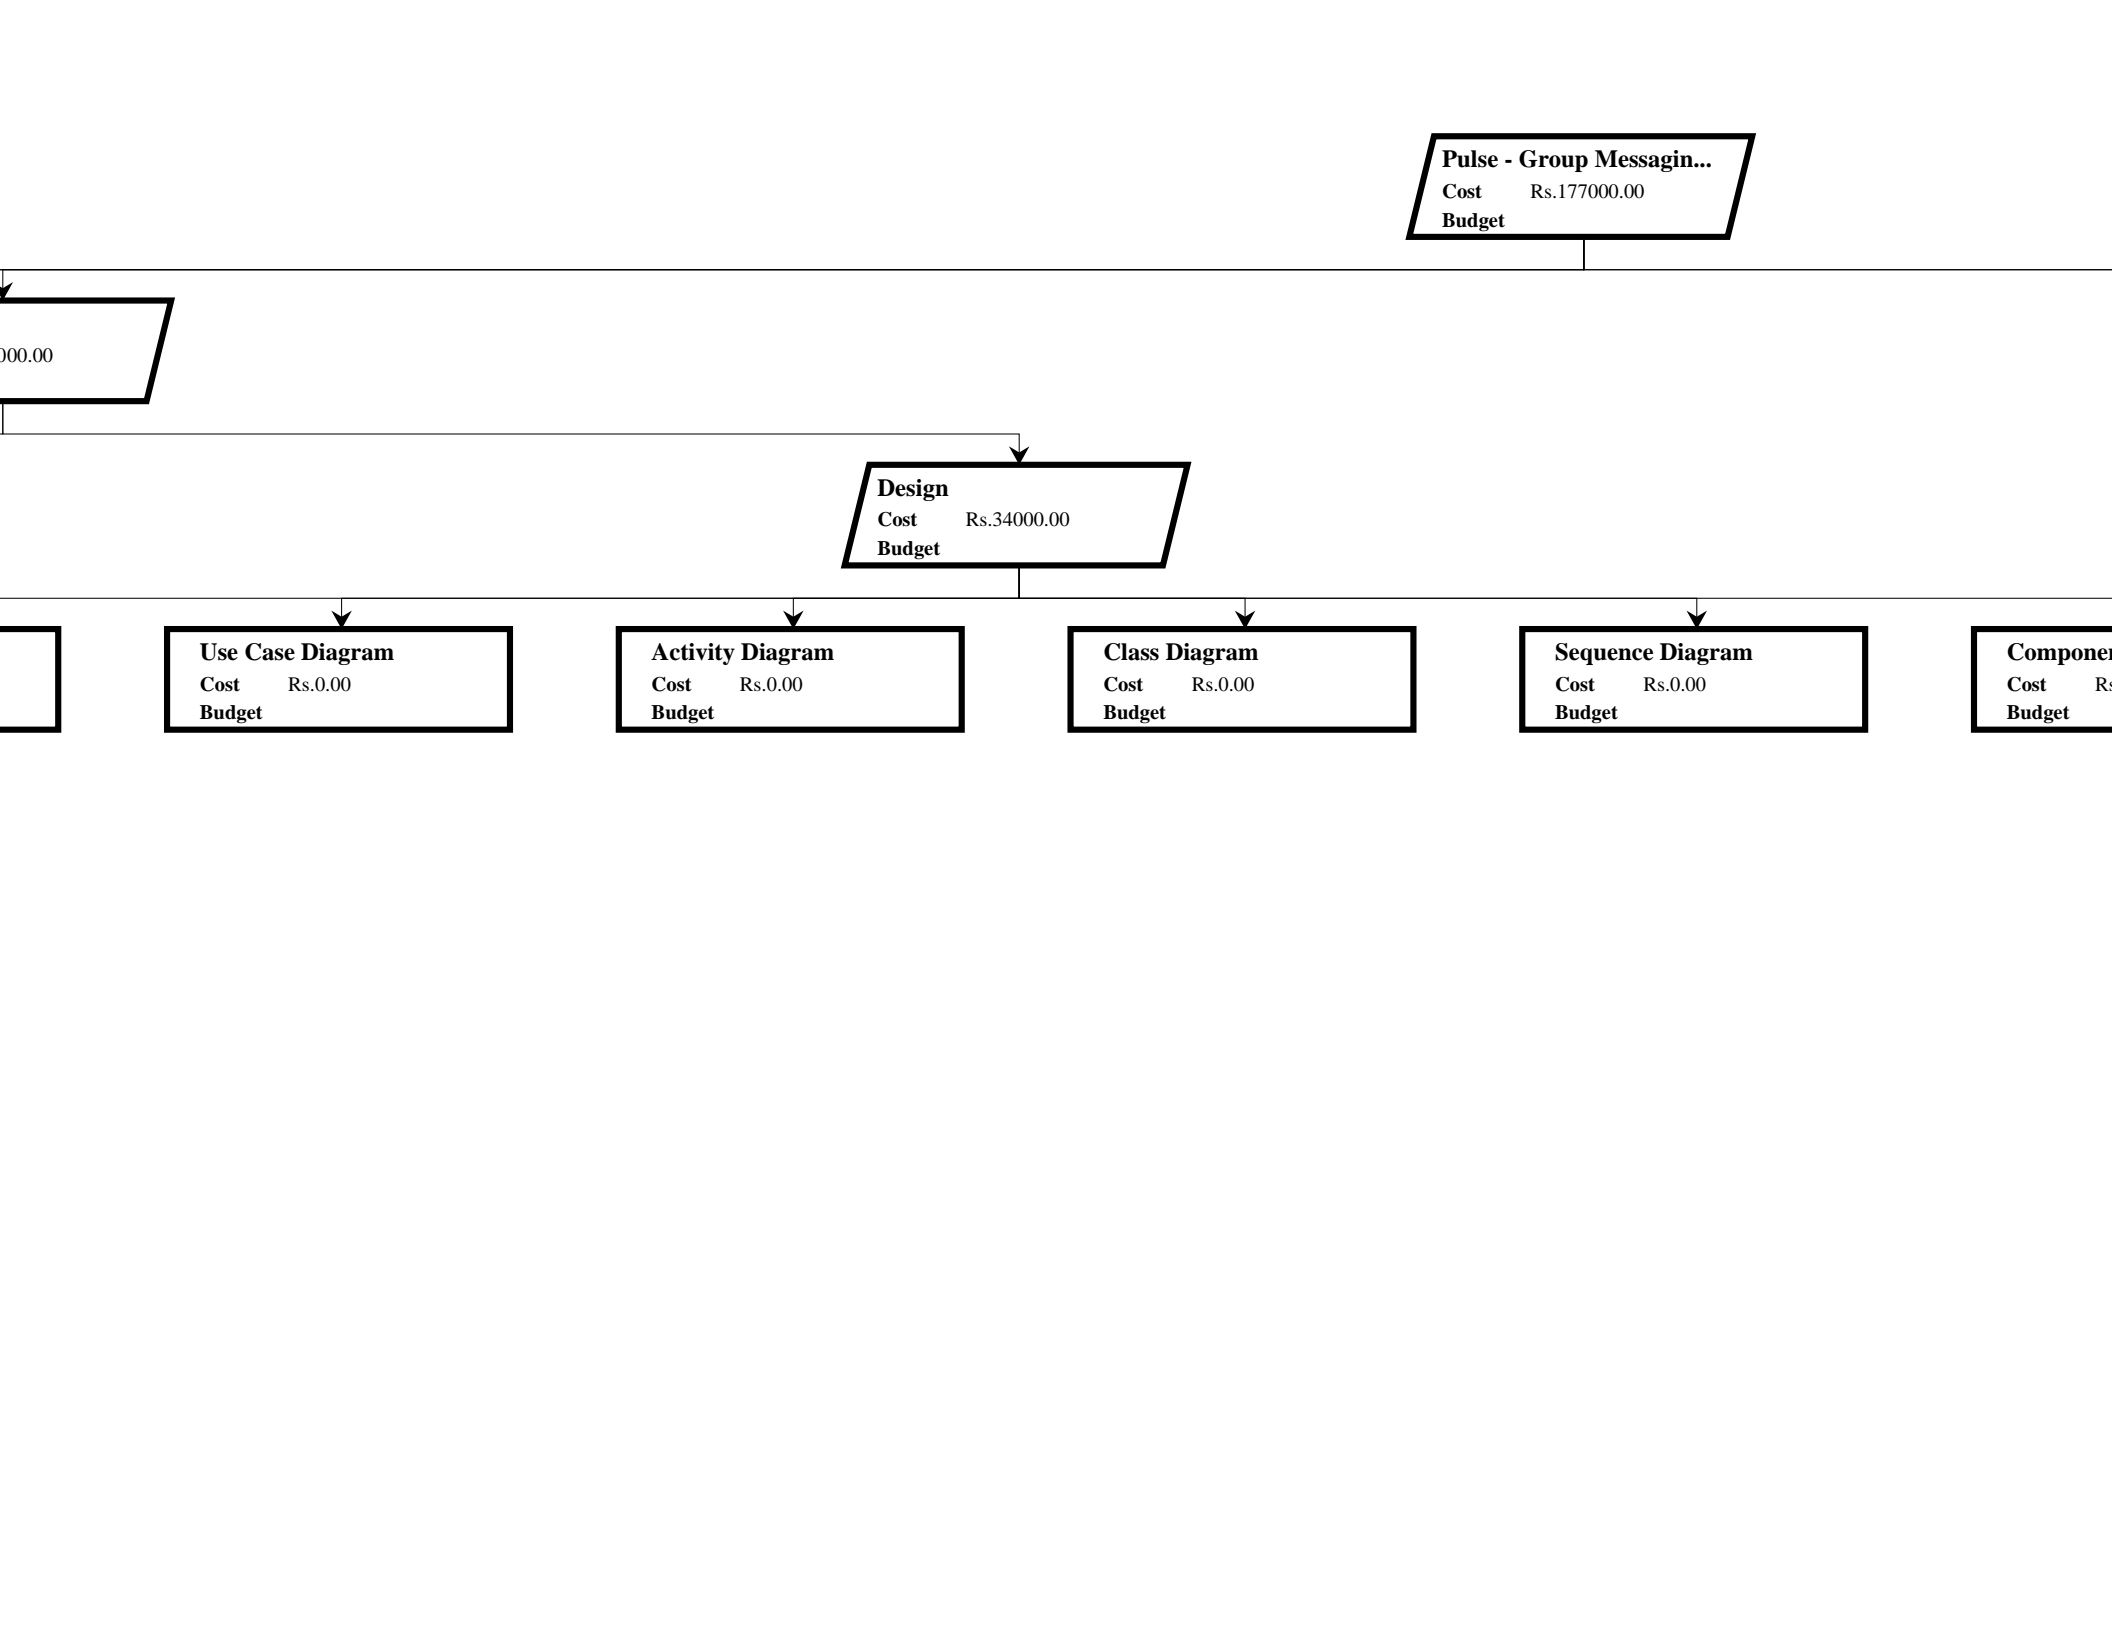 Pulse - Group Messagin...
Cost Rs.177000.00
Budget
000.00
Design
Cost Rs.34000.00
Budget
Use Case Diagram
Cost Rs.0.00
Budget
Activity Diagram
Cost Rs.0.00
Budget
Class Diagram
Cost Rs.0.00
Budget
Sequence Diagram
Cost Rs.0.00
Budget
Cost
Budget